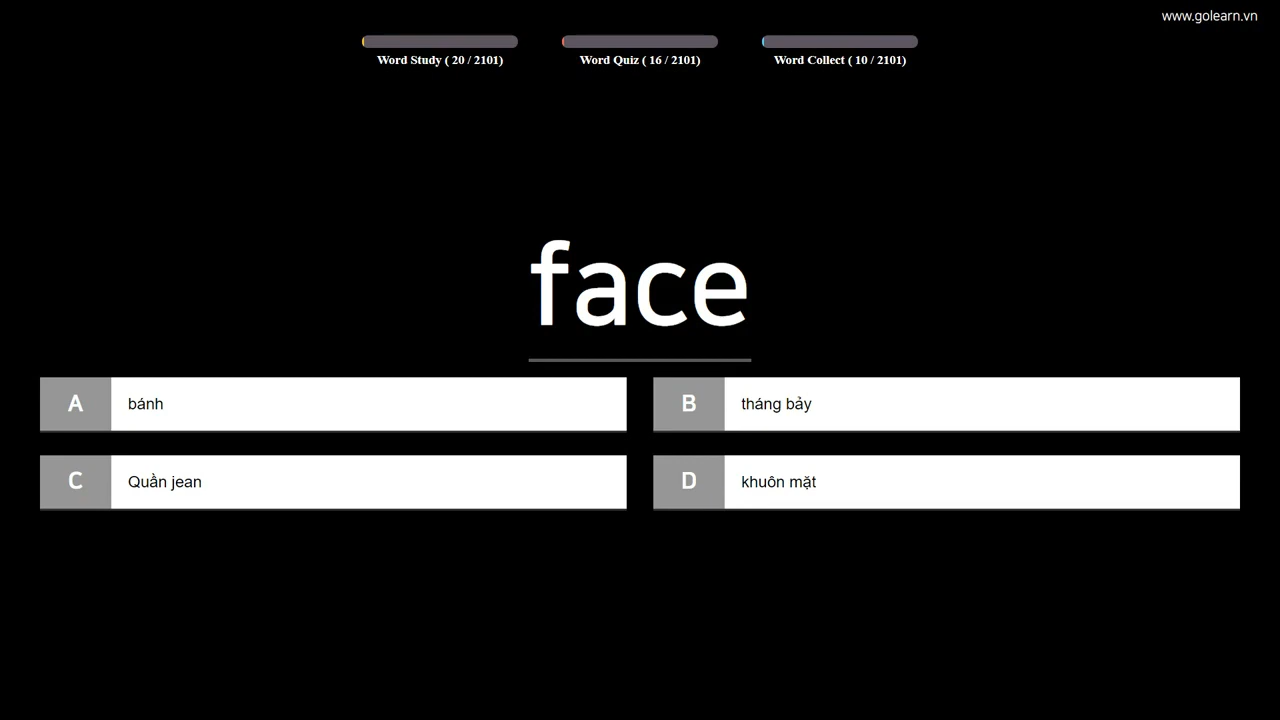 www.golearn.vn
Word Study ( 20 / 2101)
Word Quiz ( 16 / 2101)
Word Collect ( 10 / 2101)
face
A bánh
B tháng bảy
C Quần jean
D khuôn mặt